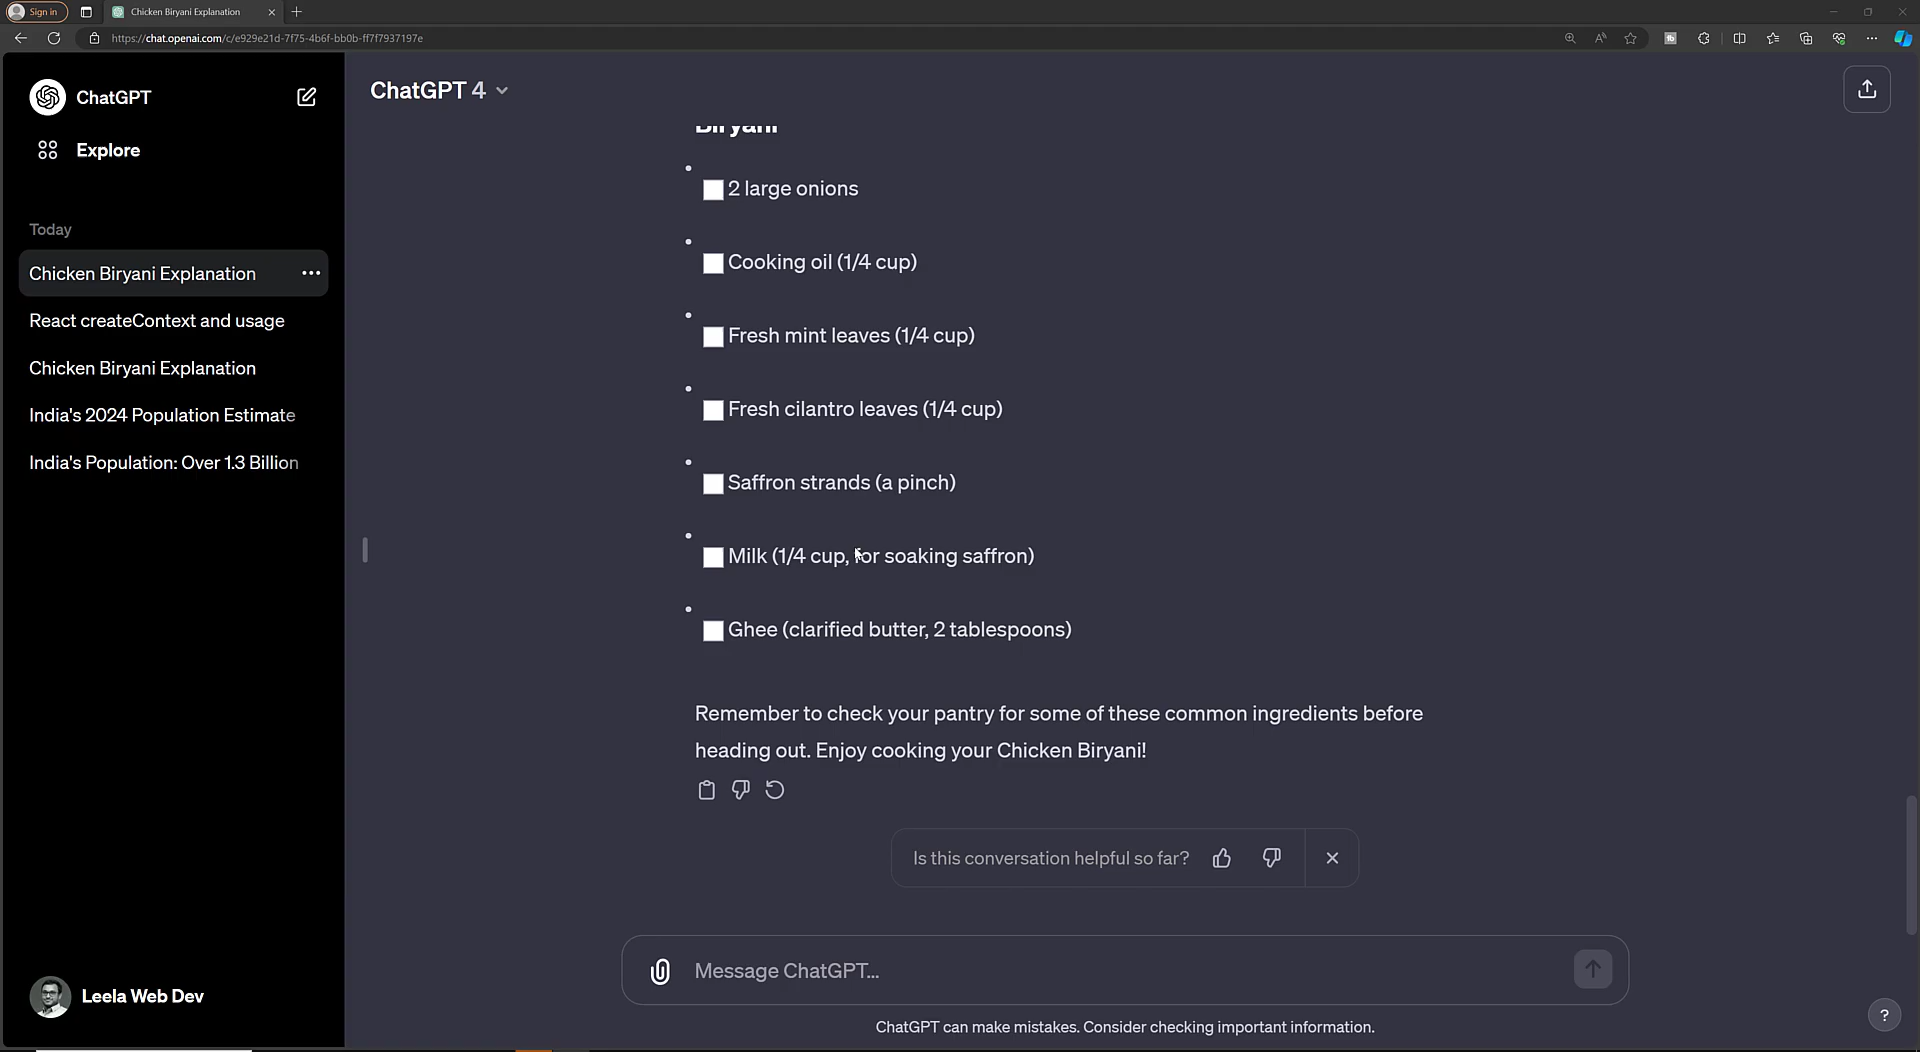 Sign in
Chicken Biryani Explanation
https://chat.openai.com/c/e929e21d-7f75-4b6f-bb0b-ff7f7937197e
ChatGPT
Explore
Today
Chicken Biryani Explanation
React createContext and usage
Chicken Biryani Explanation
India's 2024 Population Estimate
India's Population: Over 1.3 Billion
Leela Web Dev
ChatGPT 4
Biryani
2 large onions
Cooking oil (1/4 cup)
Fresh mint leaves (1/4 cup)
Fresh cilantro leaves (1/4 cup)
Saffron strands (a pinch)
Milk (1/4 cup, for soaking saffron)
Ghee (clarified butter, 2 tablespoons)
Remember to check your pantry for some of these common ingredients before
heading out. Enjoy cooking your Chicken Biryani!
Is this conversation helpful so far?
Message ChatGPT...
ChatGPT can make mistakes. Consider checking important information.
?